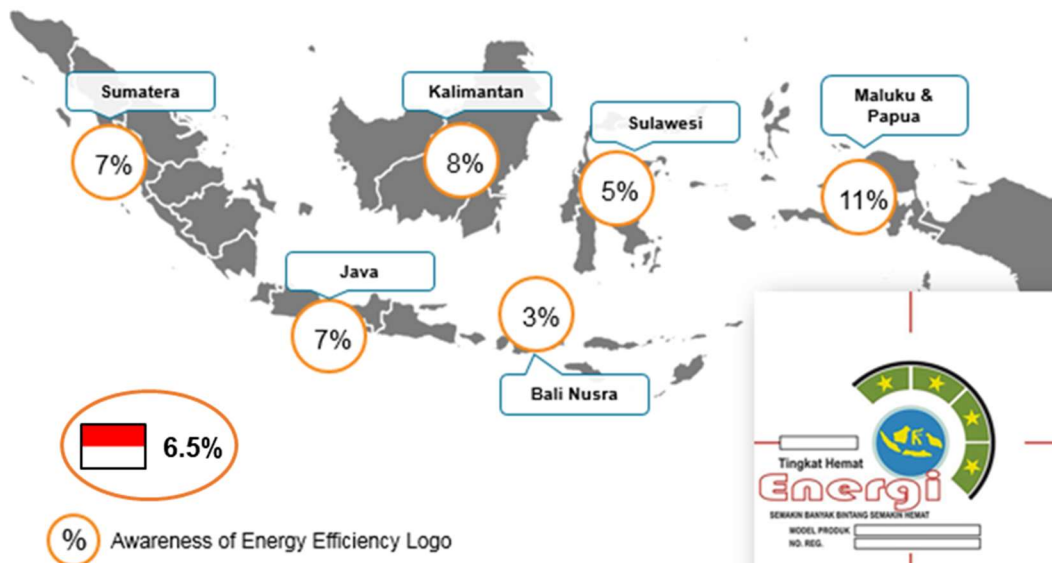 Sumatera
7%
Kalimantan
8%
Sulawesi
5%
Maluku &
Papua
11%
Java
7%
3%
Bali Nusra
6.5%
% Awareness of Energy Efficiency Logo
Tingkat Hemat
Energi
SEMAKIN BANYAK BINTANG SEMAKIN HEMAT
MODEL PRODUK
NO. REG.